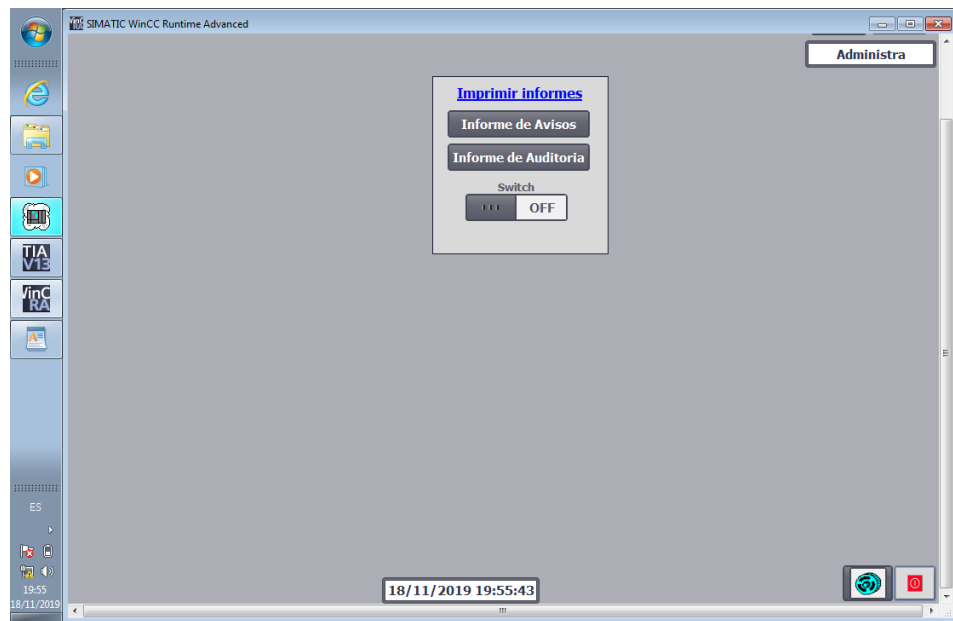 SIMATIC WinCC Runtime Advanced
Administra
Imprimir informes
Informe de Avisos
Informe de Auditoria
Switch
OFF
TIA
V13
VinC
RA
ES
19:55
18/11/2019
18/11/2019 19:55:43